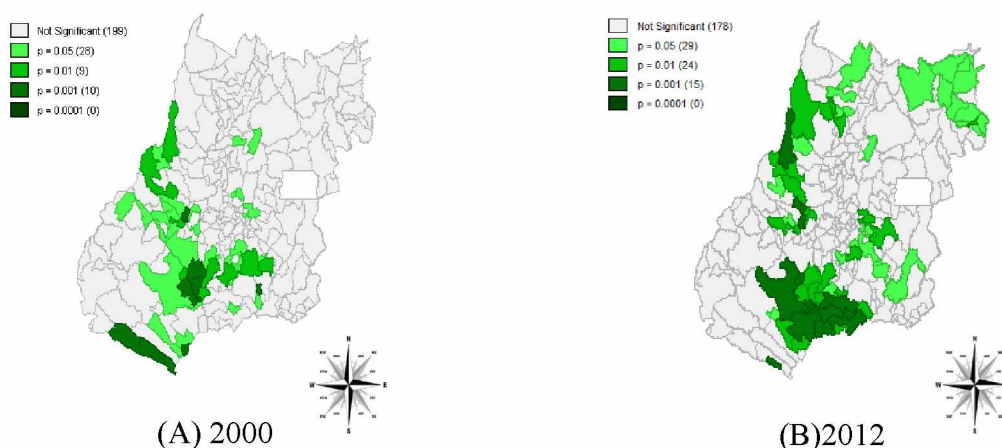 Not Significant (199)
p = 0.05 (28)
p = 0.01 (9)
p = 0.001 (10)
p = 0.0001 (0)
N
W
E
S
(A) 2000
Not Significant (178)
p = 0.05 (29)
p = 0.01 (24)
p = 0.001 (15)
p = 0.0001 (0)
N
W
E
S
(B)2012